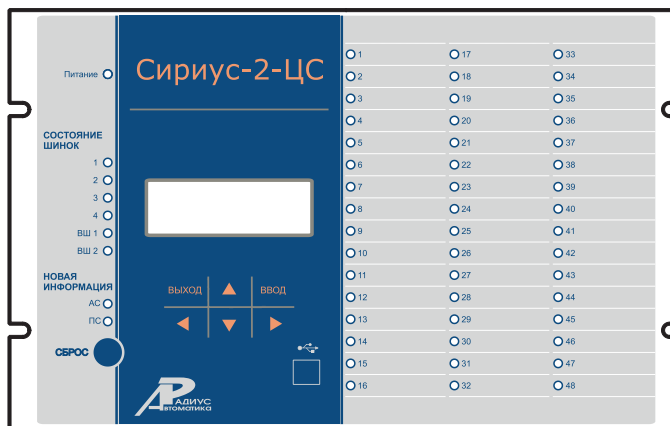 Сириус-2-ЦС
Питание
СОСТОЯНИЕ
ШИНОК
1
2
3
4
ВШ 1
ВШ 2
НОВАЯ
ИНФОРМАЦИЯ
АС
ПС
СБРОС
ВЫХОД
ВВОД
РАДИУС
Автоматика
1 17 33
2 18 34
3 19 35
4 20 36
5 21 37
6 22 38
7 23 39
8 24 40
9 25 41
10 26 42
11 27 43
12 28 44
13 29 45
14 30 46
15 31 47
16 32 48